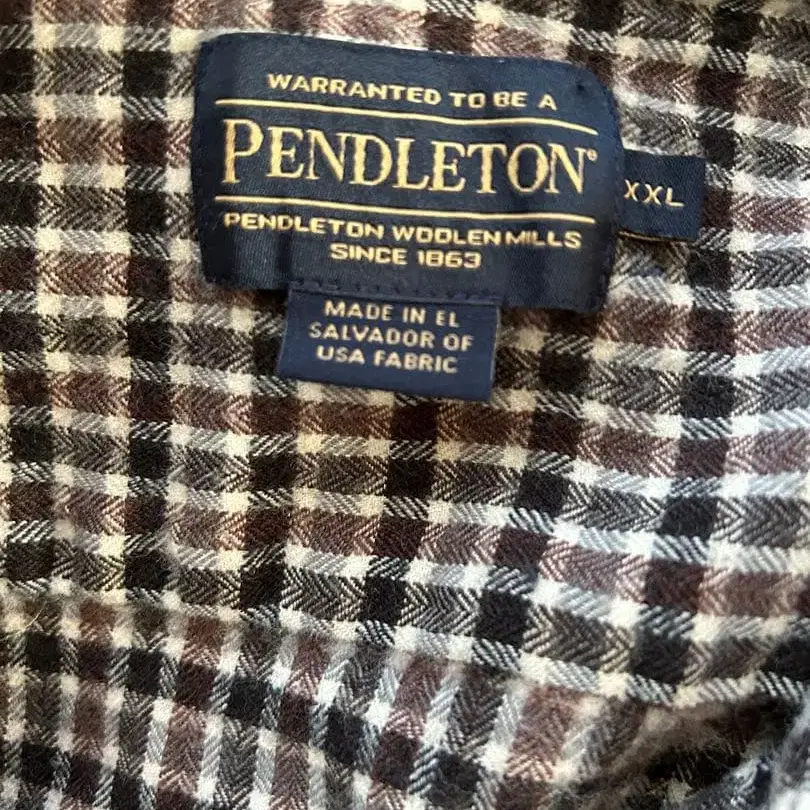 WARRANTED TO BE A
PENDLETON®
XXL
PENDLETON WOOLEN MILLS
SINCE 1863
MADE IN EL
SALVADOR OF
USA FABRIC